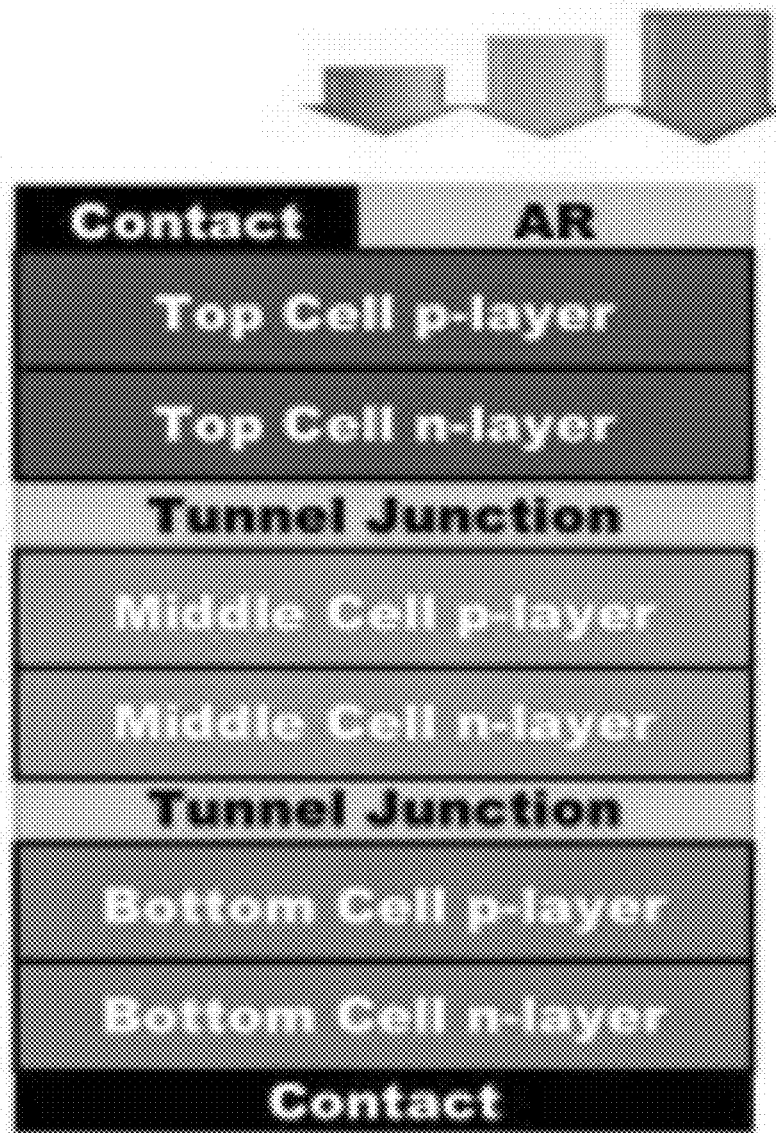 Contact AR
Top Cell p-layer
Top Cell n-layer
Tunnel Junction
Middle Cell p-layer
Middle Cell n-layer
Tunnel Junction
Bottom Cell p-layer
Bottom Cell n-layer
Contact